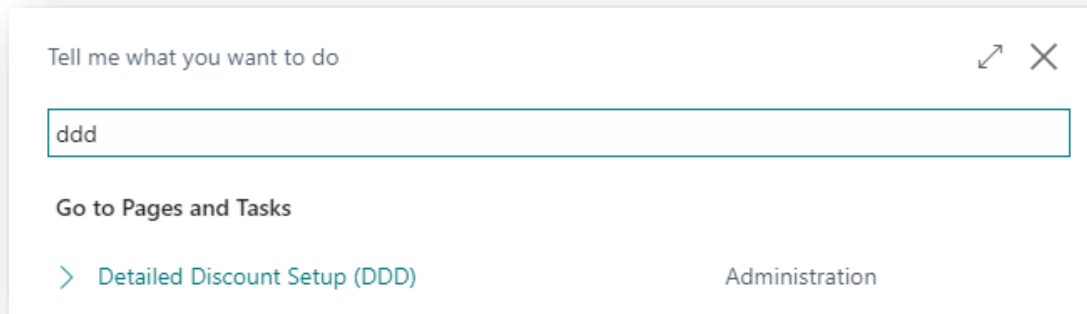 Tell me what you want to do
ddd
Go to Pages and Tasks
Detailed Discount Setup (DDD) Administration